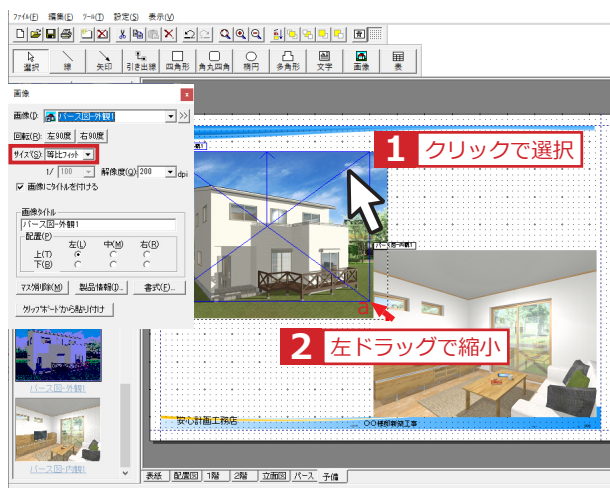 ファイル(F) 編集(E) ツール(T) 設定(S) 表示(V)
選択 線 矢印 引き出線 四角形 角丸四角 楕円 多角形 文字 画像 表
画像 x
画像(I): パース図-外観1 >>
回転(R): 左90度 右90度
サイズ(S): 等比フィット
1/ 100 解像度(Q): 200 dpi
画像にタイトルを付ける
画像タイトル
パース図-外観1
配置(P)
左(L) 中(M) 右(R)
上(T)
下(B)
マスク削除(M) 製品情報(I).. 書式(F)...
クリップボードから貼り付け
1 クリックで選択
パース図-内観1
a
2 左ドラッグで縮小
パース図-外観1
パース図-内観1
安心計画工務店
〇〇様邸新築工事
表紙 配置図 1階 2階 立面図 パース 予備